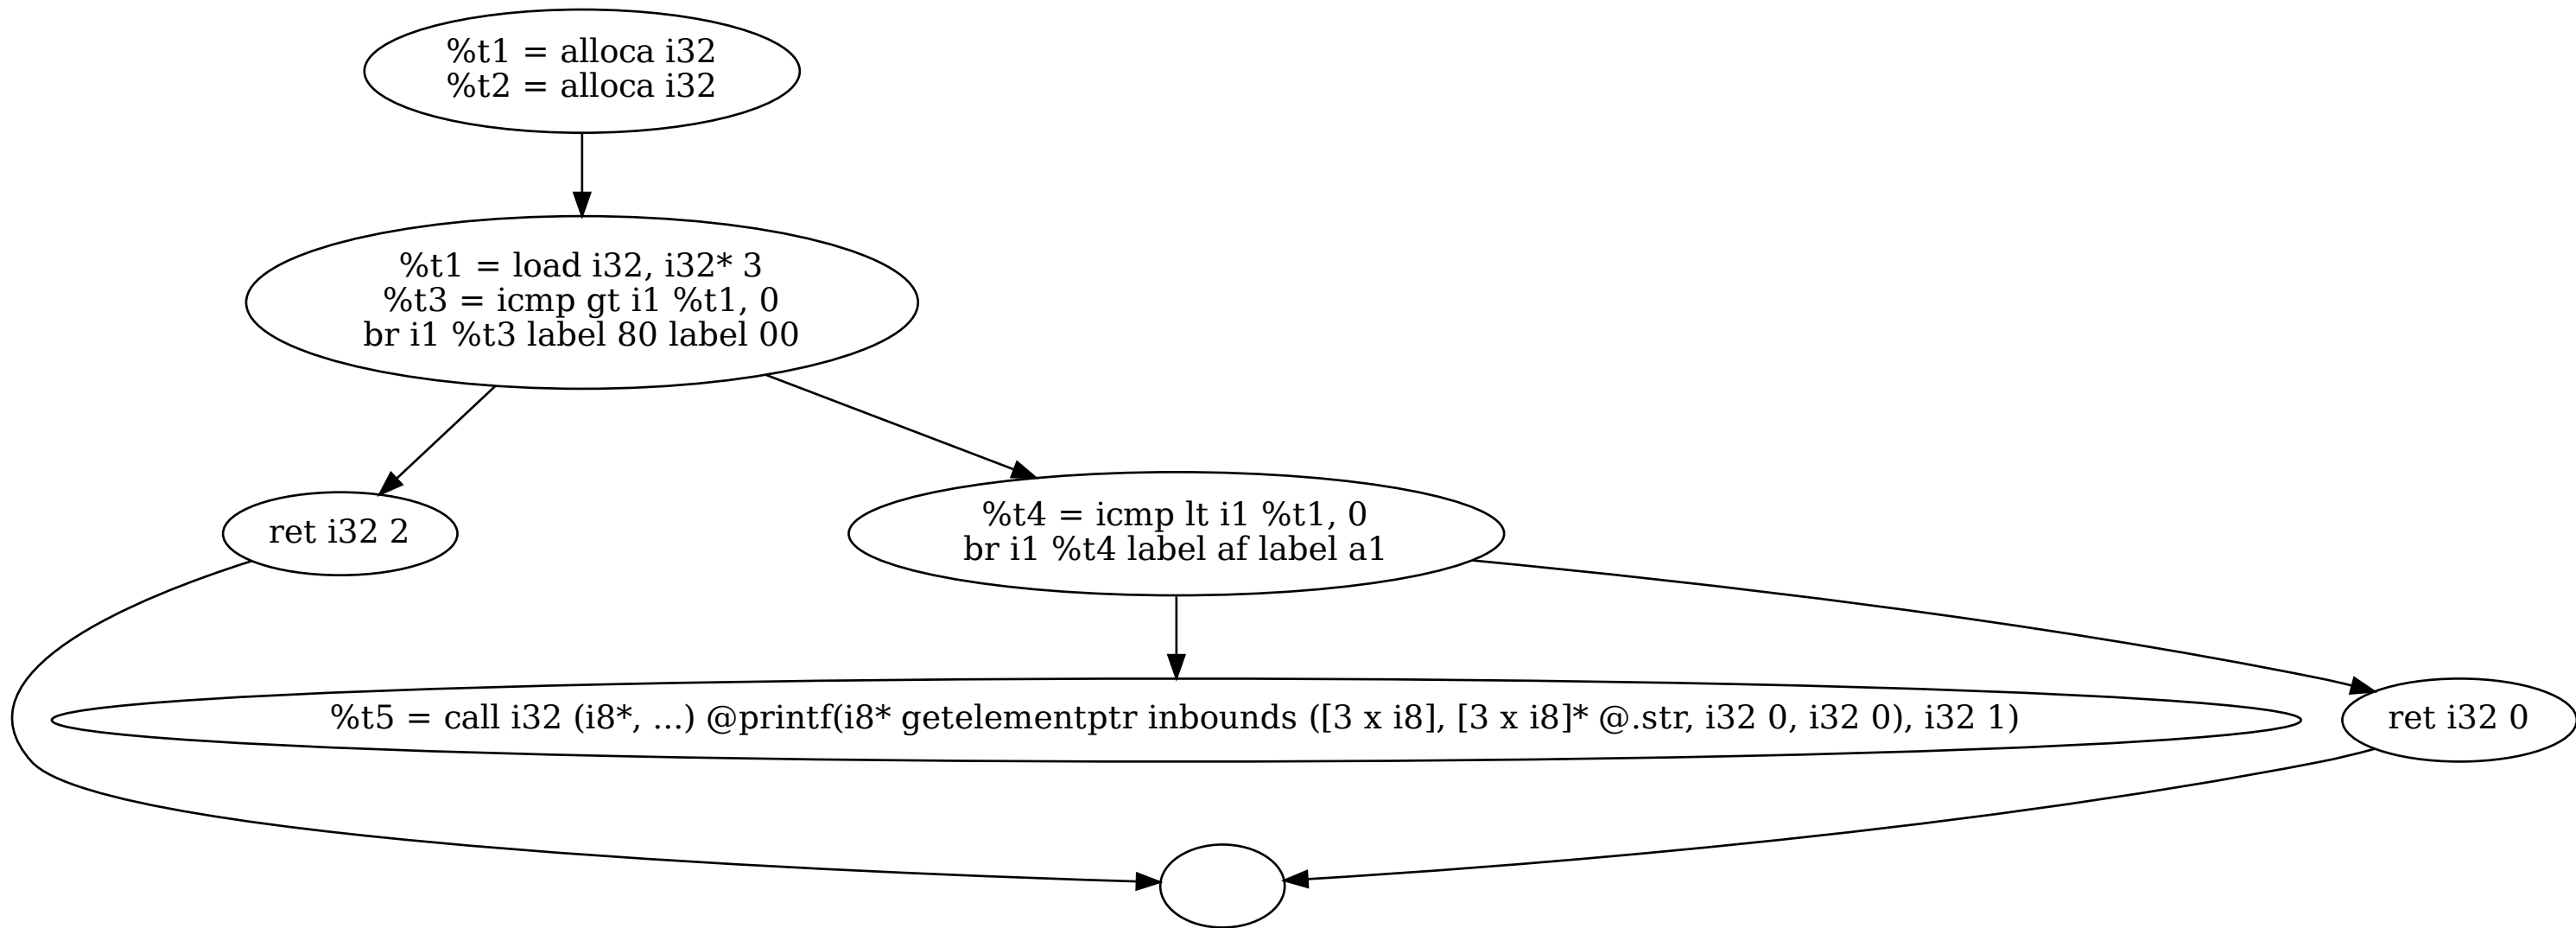 %t1 = alloca i32
%t2 = alloca i32
%t1 = load i32, i32* 3
%t3 = icmp gt i1 %t1, 0
br i1 %t3 label 80 label 00
ret i32 2
%t4 = icmp lt i1 %t1, 0
br i1 %t4 label af label a1
%t5 = call i32 (i8*, ...) @printf(i8* getelementptr inbounds ([3 x i8], [3 x i8]* @.str, i32 0, i32 0), i32 1)
ret i32 0